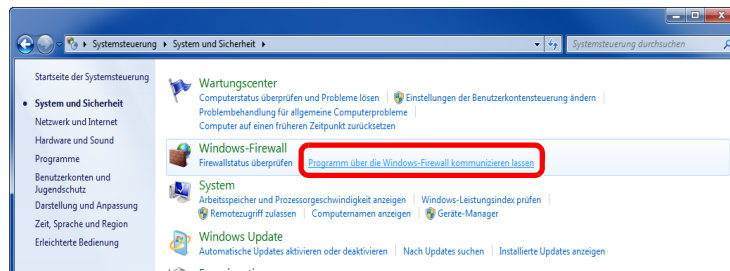 Systemsteuerung System und Sicherheit Systemsteuerung durchsuchen
Startseite der Systemsteuerung
System und Sicherheit
Netzwerk und Internet
Hardware und Sound
Programme
Benutzerkonten und
Jugendschutz
Darstellung und Anpassung
Zeit, Sprache und Region
Erleichterte Bedienung
Wartungscenter
Computerstatus überprüfen und Probleme lösen Einstellungen der Benutzerkontensteuerung ändern
Problembehandlung für allgemeine Computerprobleme
Computer auf einen früheren Zeitpunkt zurücksetzen
Windows-Firewall
Firewallstatus überprüfen Programm über die Windows-Firewall kommunizieren lassen
System
Arbeitsspeicher und Prozessorgeschwindigkeit anzeigen Windows-Leistungsindex prüfen
Remotezugriff zulassen Computernamen anzeigen Geräte-Manager
Windows Update
Automatische Updates aktivieren oder deaktivieren Nach Updates suchen Installierte Updates anzeigen